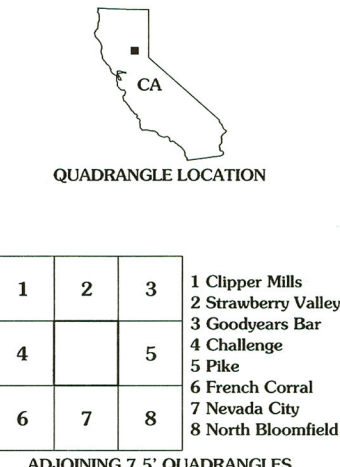 CA
QUADRANGLE LOCATION
1 2 3
4 5
6 7 8
1 Clipper Mills
2 Strawberry Valley
3 Goodyears Bar
4 Challenge
5 Pike
6 French Corral
7 Nevada City
8 North Bloomfield
ADJOINING 7.5' QUADRANGLES